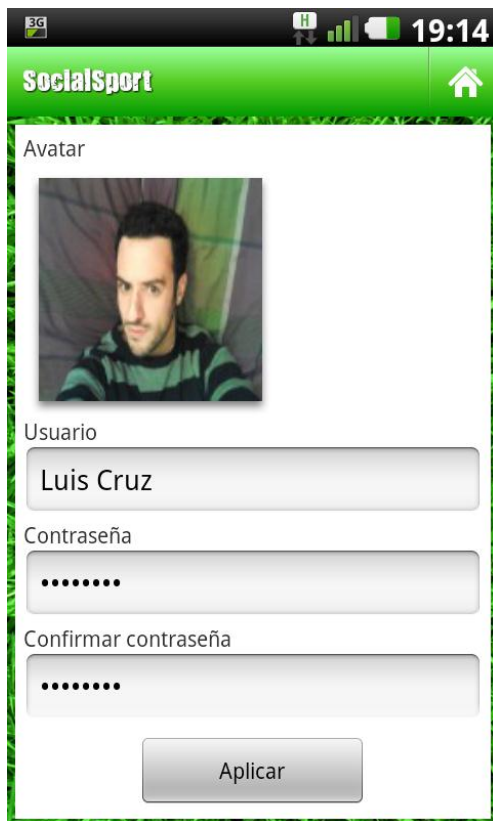 3G
H
19:14
SocialSport
Avatar
Usuario
Luis Cruz
Contraseña
••••••••
Confirmar contraseña
••••••••
Aplicar